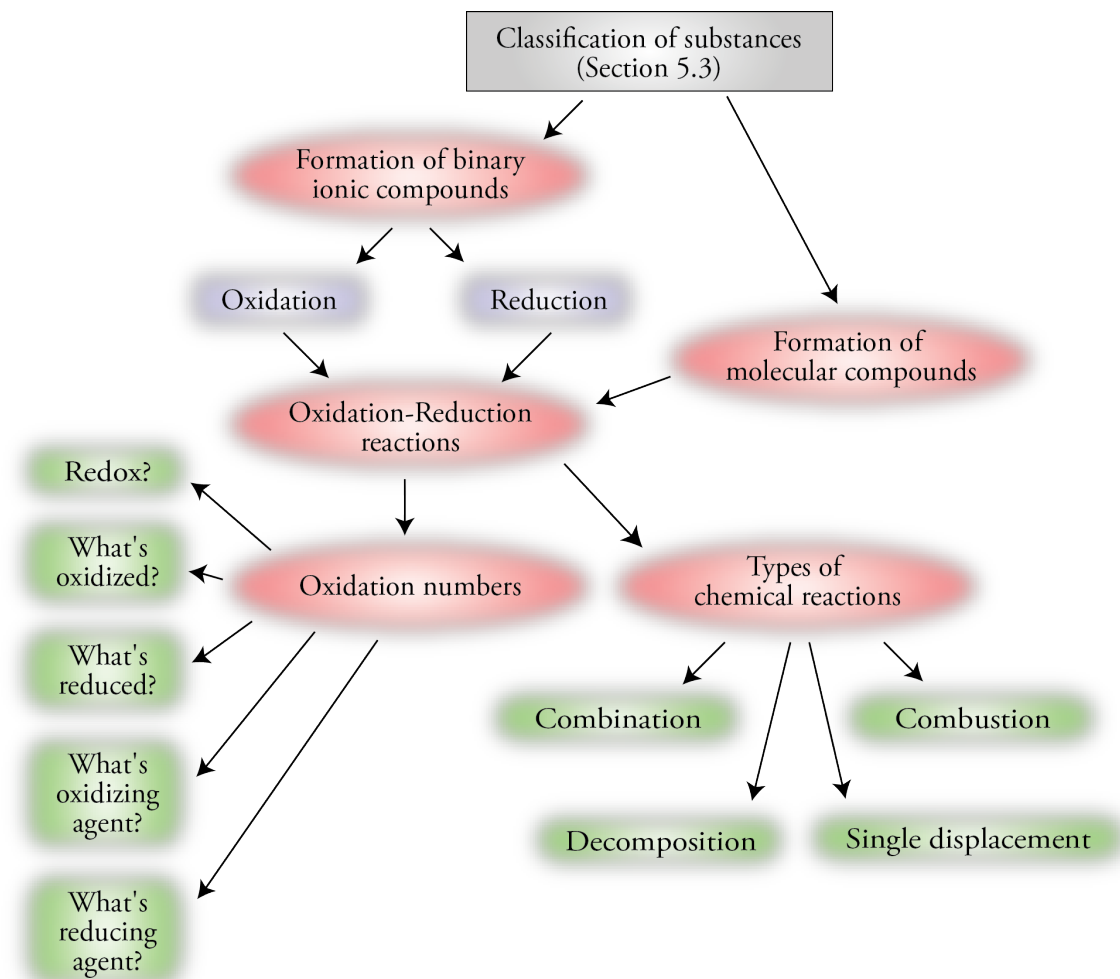 Classification of substances
(Section 5.3)
Formation of binary
ionic compounds
Oxidation
Reduction
Formation of
molecular compounds
Oxidation-Reduction
reactions
Redox?
What's
oxidized?
What's
reduced?
What's
oxidizing
agent?
What's
reducing
agent?
Oxidation numbers
Types of
chemical reactions
Combination
Combustion
Decomposition
Single displacement